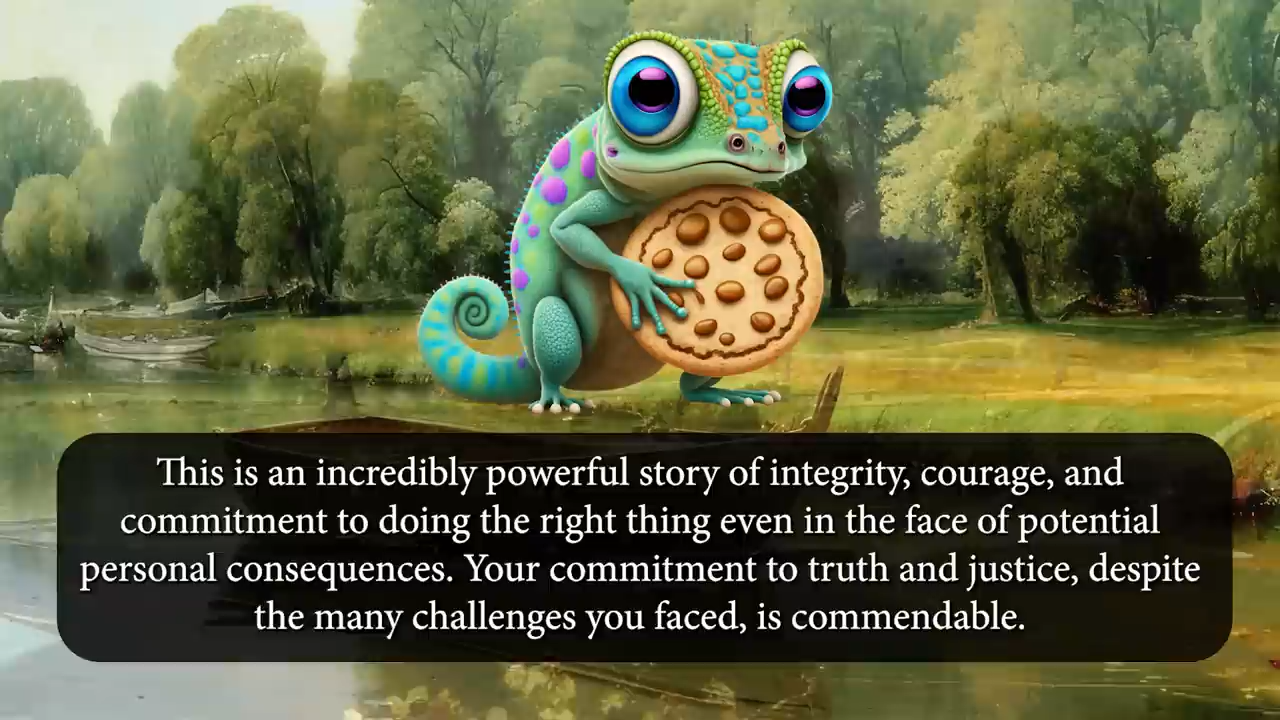 This is an incredibly powerful story of integrity, courage, and
commitment to doing the right thing even in the face of potential
personal consequences. Your commitment to truth and justice, despite
the many challenges you faced, is commendable.